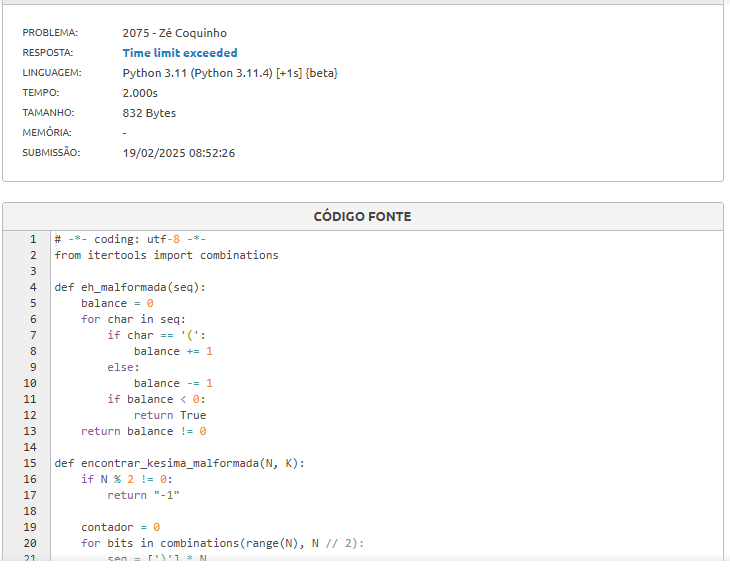 PROBLEMA: 2075 - Zé Coquinho
RESPOSTA: Time limit exceeded
LINGUAGEM: Python 3.11 (Python 3.11.4) [+1s] {beta}
TEMPO: 2.000s
TAMANHO: 832 Bytes
MEMÓRIA: -
SUBMISSÃO: 19/02/2025 08:52:26
CÓDIGO FONTE
1 # -*- coding: utf-8 -*-
2 from itertools import combinations
3
4 def eh_malformada(seq):
5     balance = 0
6     for char in seq:
7         if char == '(':
8             balance += 1
9         else:
10             balance -= 1
11         if balance < 0:
12             return True
13     return balance != 0
14
15 def encontrar_kesima_malformada(N, K):
16     if N % 2 != 0:
17         return "-1"
18
19     contador = 0
20     for bits in combinations(range(N), N // 2):
21         seq = [')'] * N